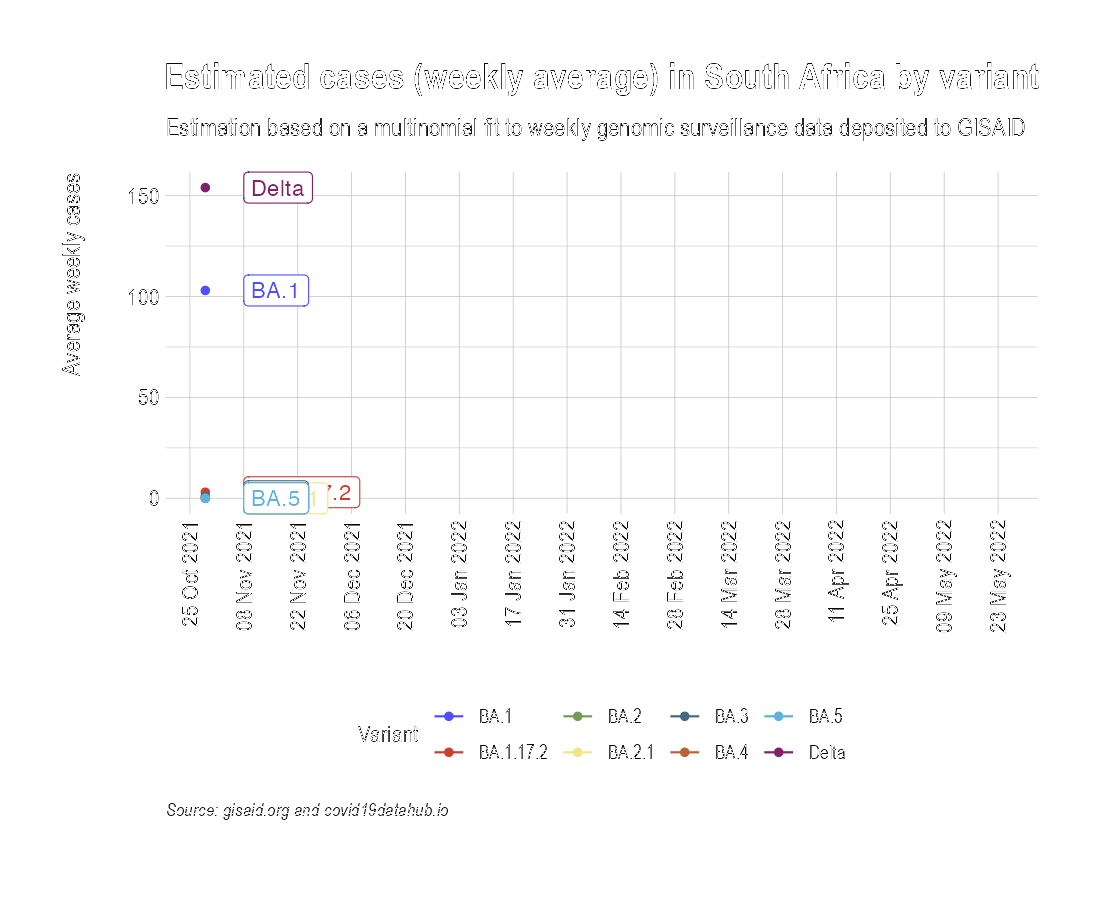 Estimated cases (weekly average) in South Africa by variant
Estimation based on a multinomial fit to weekly genomic surveillance data deposited to GISAID
Average weekly cases
150
100
50
0
Delta
BA.1
7.2
1
BA.5
25 Oct 2021
08 Nov 2021
22 Nov 2021
06 Dec 2021
20 Dec 2021
03 Jan 2022
17 Jan 2022
31 Jan 2022
14 Feb 2022
28 Feb 2022
14 Mar 2022
28 Mar 2022
11 Apr 2022
25 Apr 2022
09 May 2022
23 May 2022
Variant
BA.1 BA.2 BA.3 BA.5
BA.1.17.2 BA.2.1 BA.4 Delta
Source: gisaid.org and covid19datahub.io